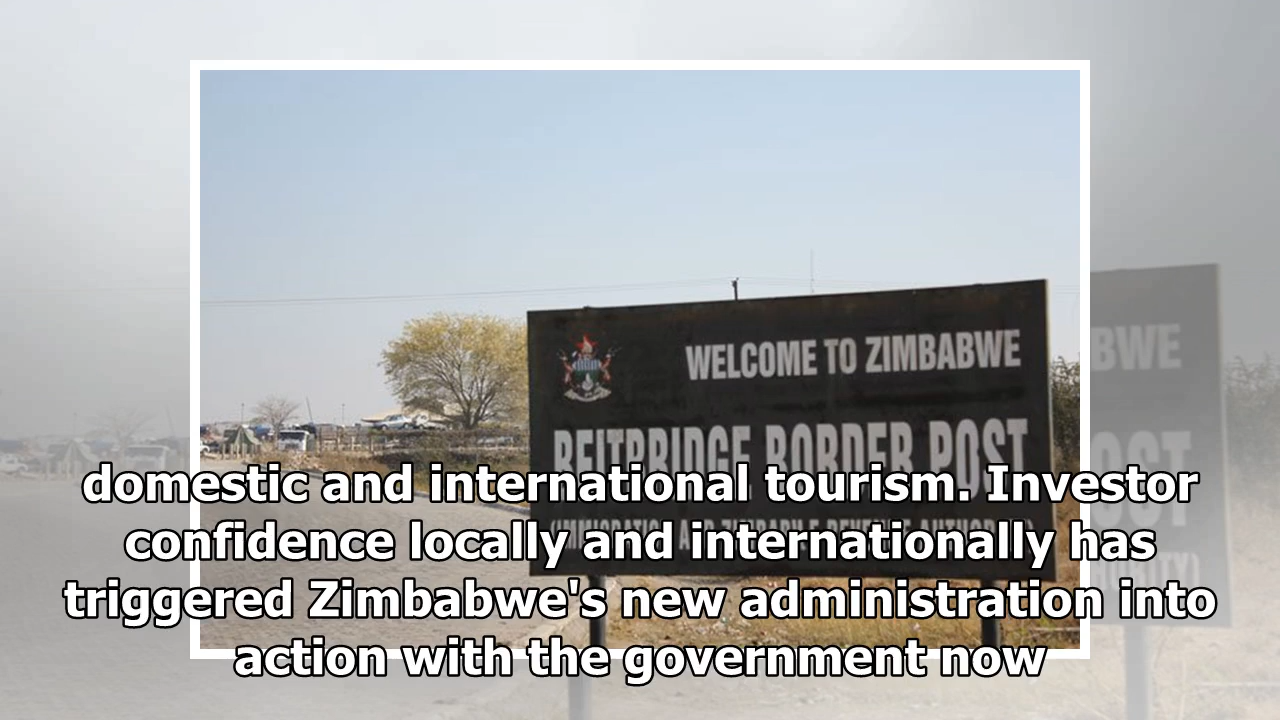 WELCOME TO ZIMBABWE
BEITBRIDGE BORDER POST
domestic and international tourism. Investor
confidence locally and internationally has
triggered Zimbabwe's new administration into
action with the government now